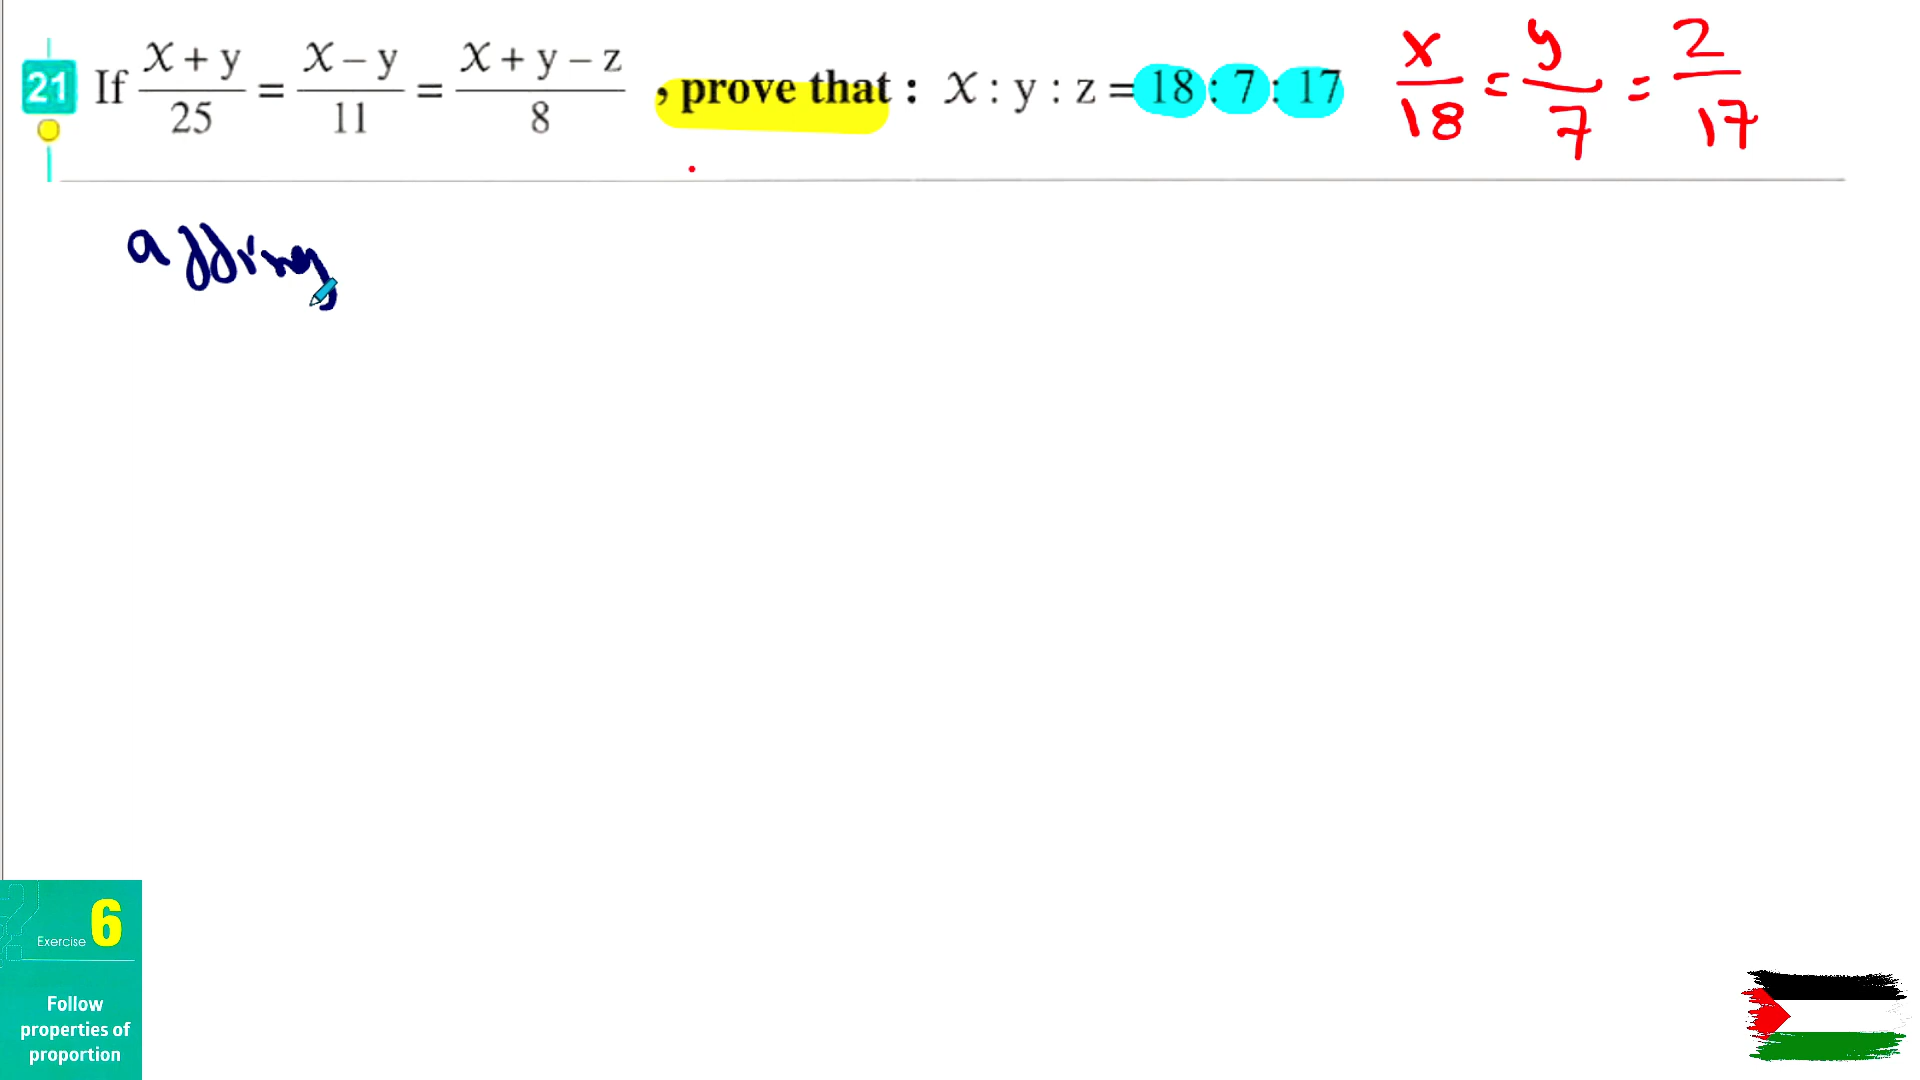 21 If (x + y)/25 = (x – y)/11 = (x + y – z)/8 , prove that : x : y : z = 18 : 7 : 17
x/18 = y/7 = z/17
adding
Exercise 6
Follow
properties of
proportion